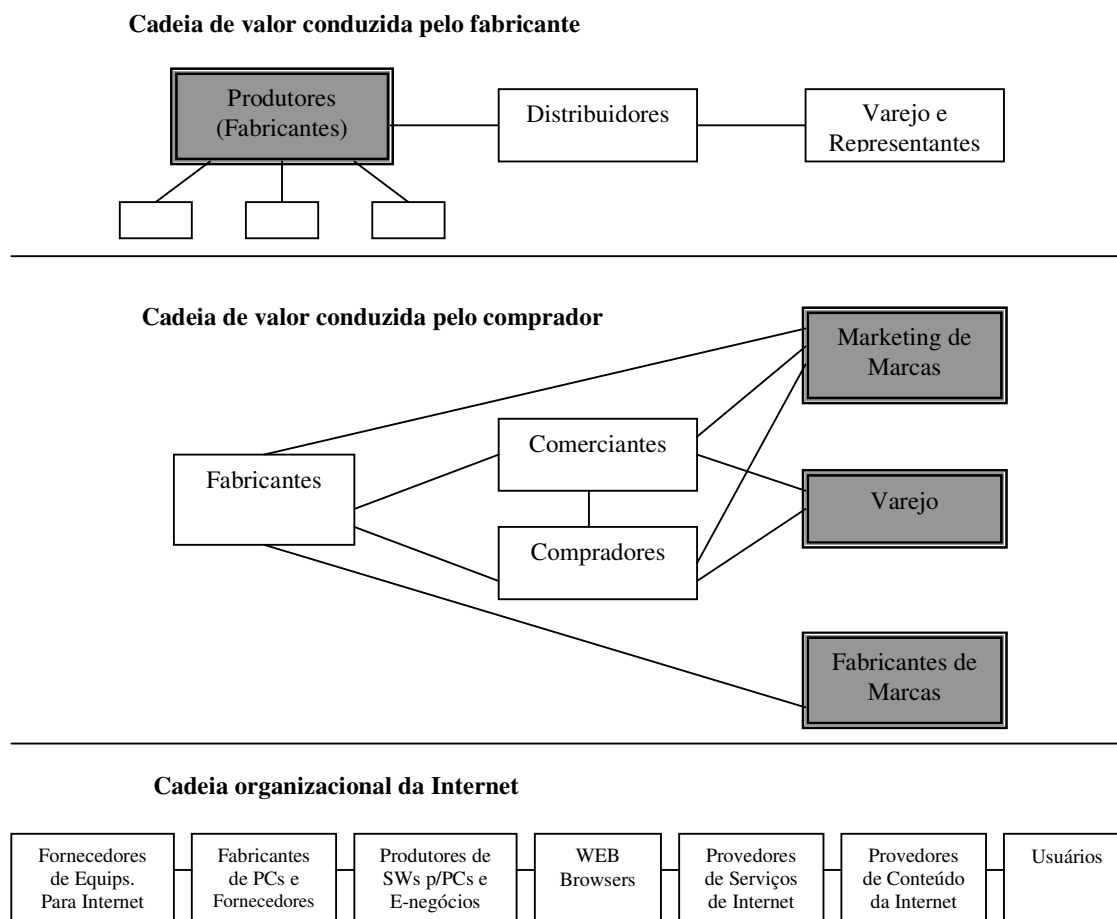 Cadeia de valor conduzida pelo fabricante
Produtores
(Fabricantes)
Distribuidores
Varejo e
Representantes
Cadeia de valor conduzida pelo comprador
Marketing de
Marcas
Comerciantes
Fabricantes
Varejo
Compradores
Fabricantes de
Marcas
Cadeia organizacional da Internet
Fornecedores
de Equips.
Para Internet
Fabricantes
de PCs e
Fornecedores
Produtores de
SWs p/PCs e
E-negócios
WEB
Browsers
Provedores
de Serviços
de Internet
Provedores
de Conteúdo
da Internet
Usuários